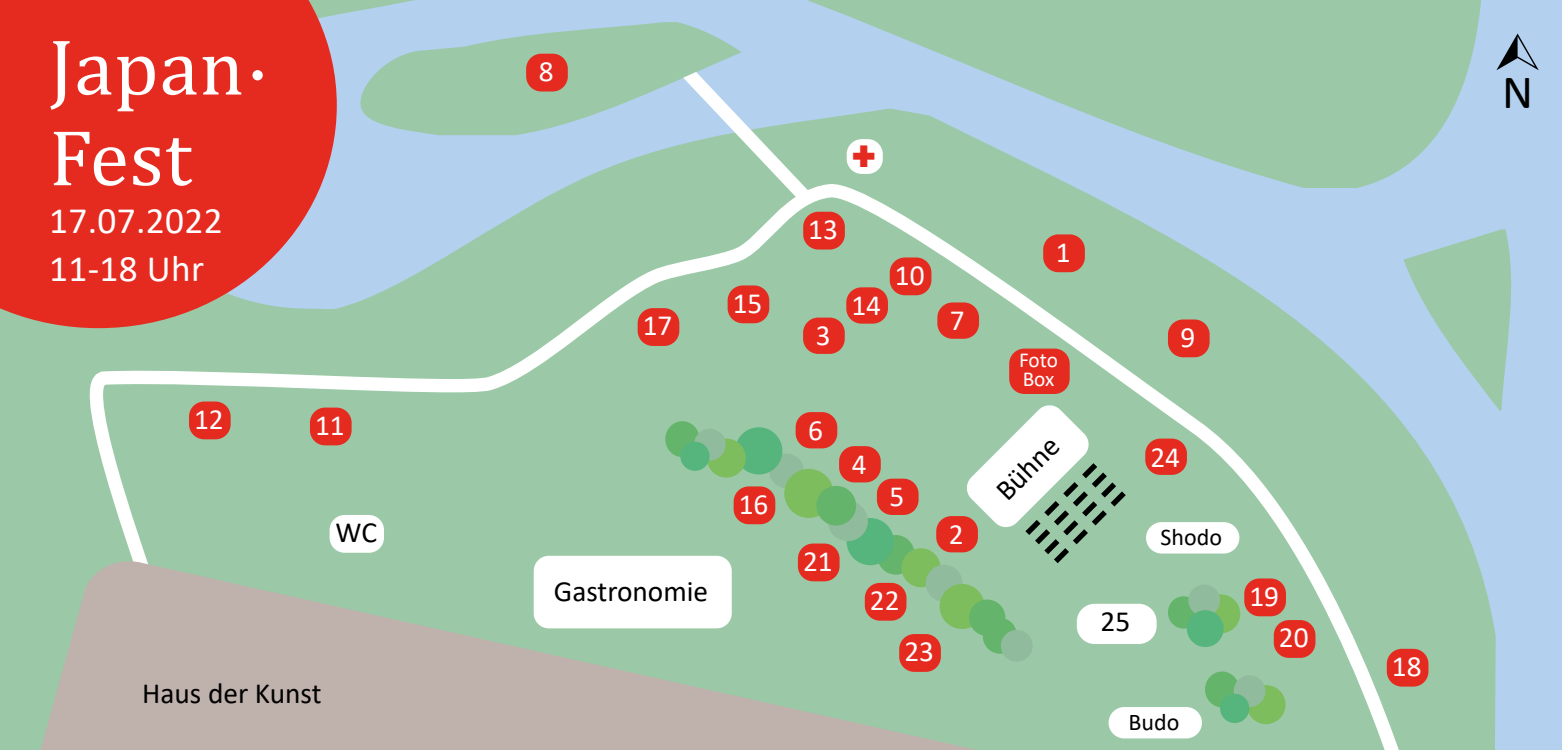 Japan·
Fest
17.07.2022
11-18 Uhr
N
8
13
1
10
15
14
17
3
7
9
Foto
Box
12
11
6
4
24
Bühne
5
16
WC
2
Shodo
21
Gastronomie
22
19
25
20
23
18
Haus der Kunst
Budo